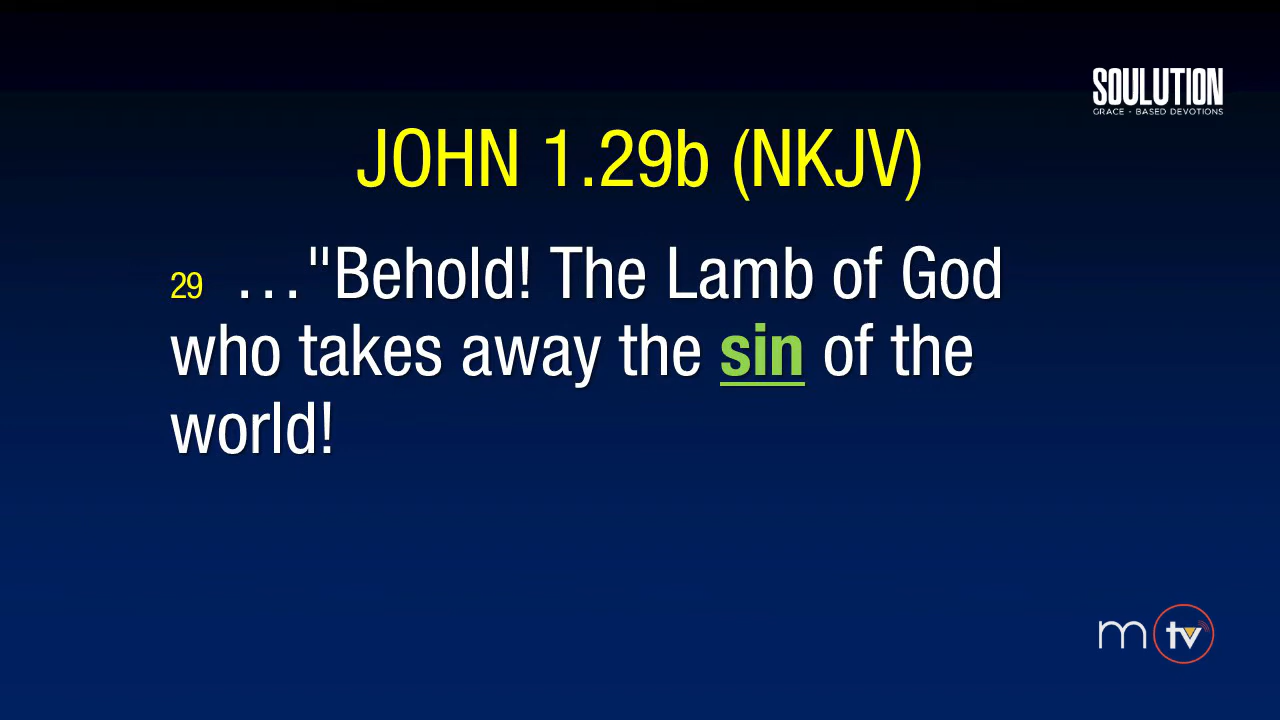 SOULUTION
GRACE - BASED DEVOTIONS
JOHN 1.29b (NKJV)
29 …"Behold! The Lamb of God
who takes away the sin of the
world!
m tv